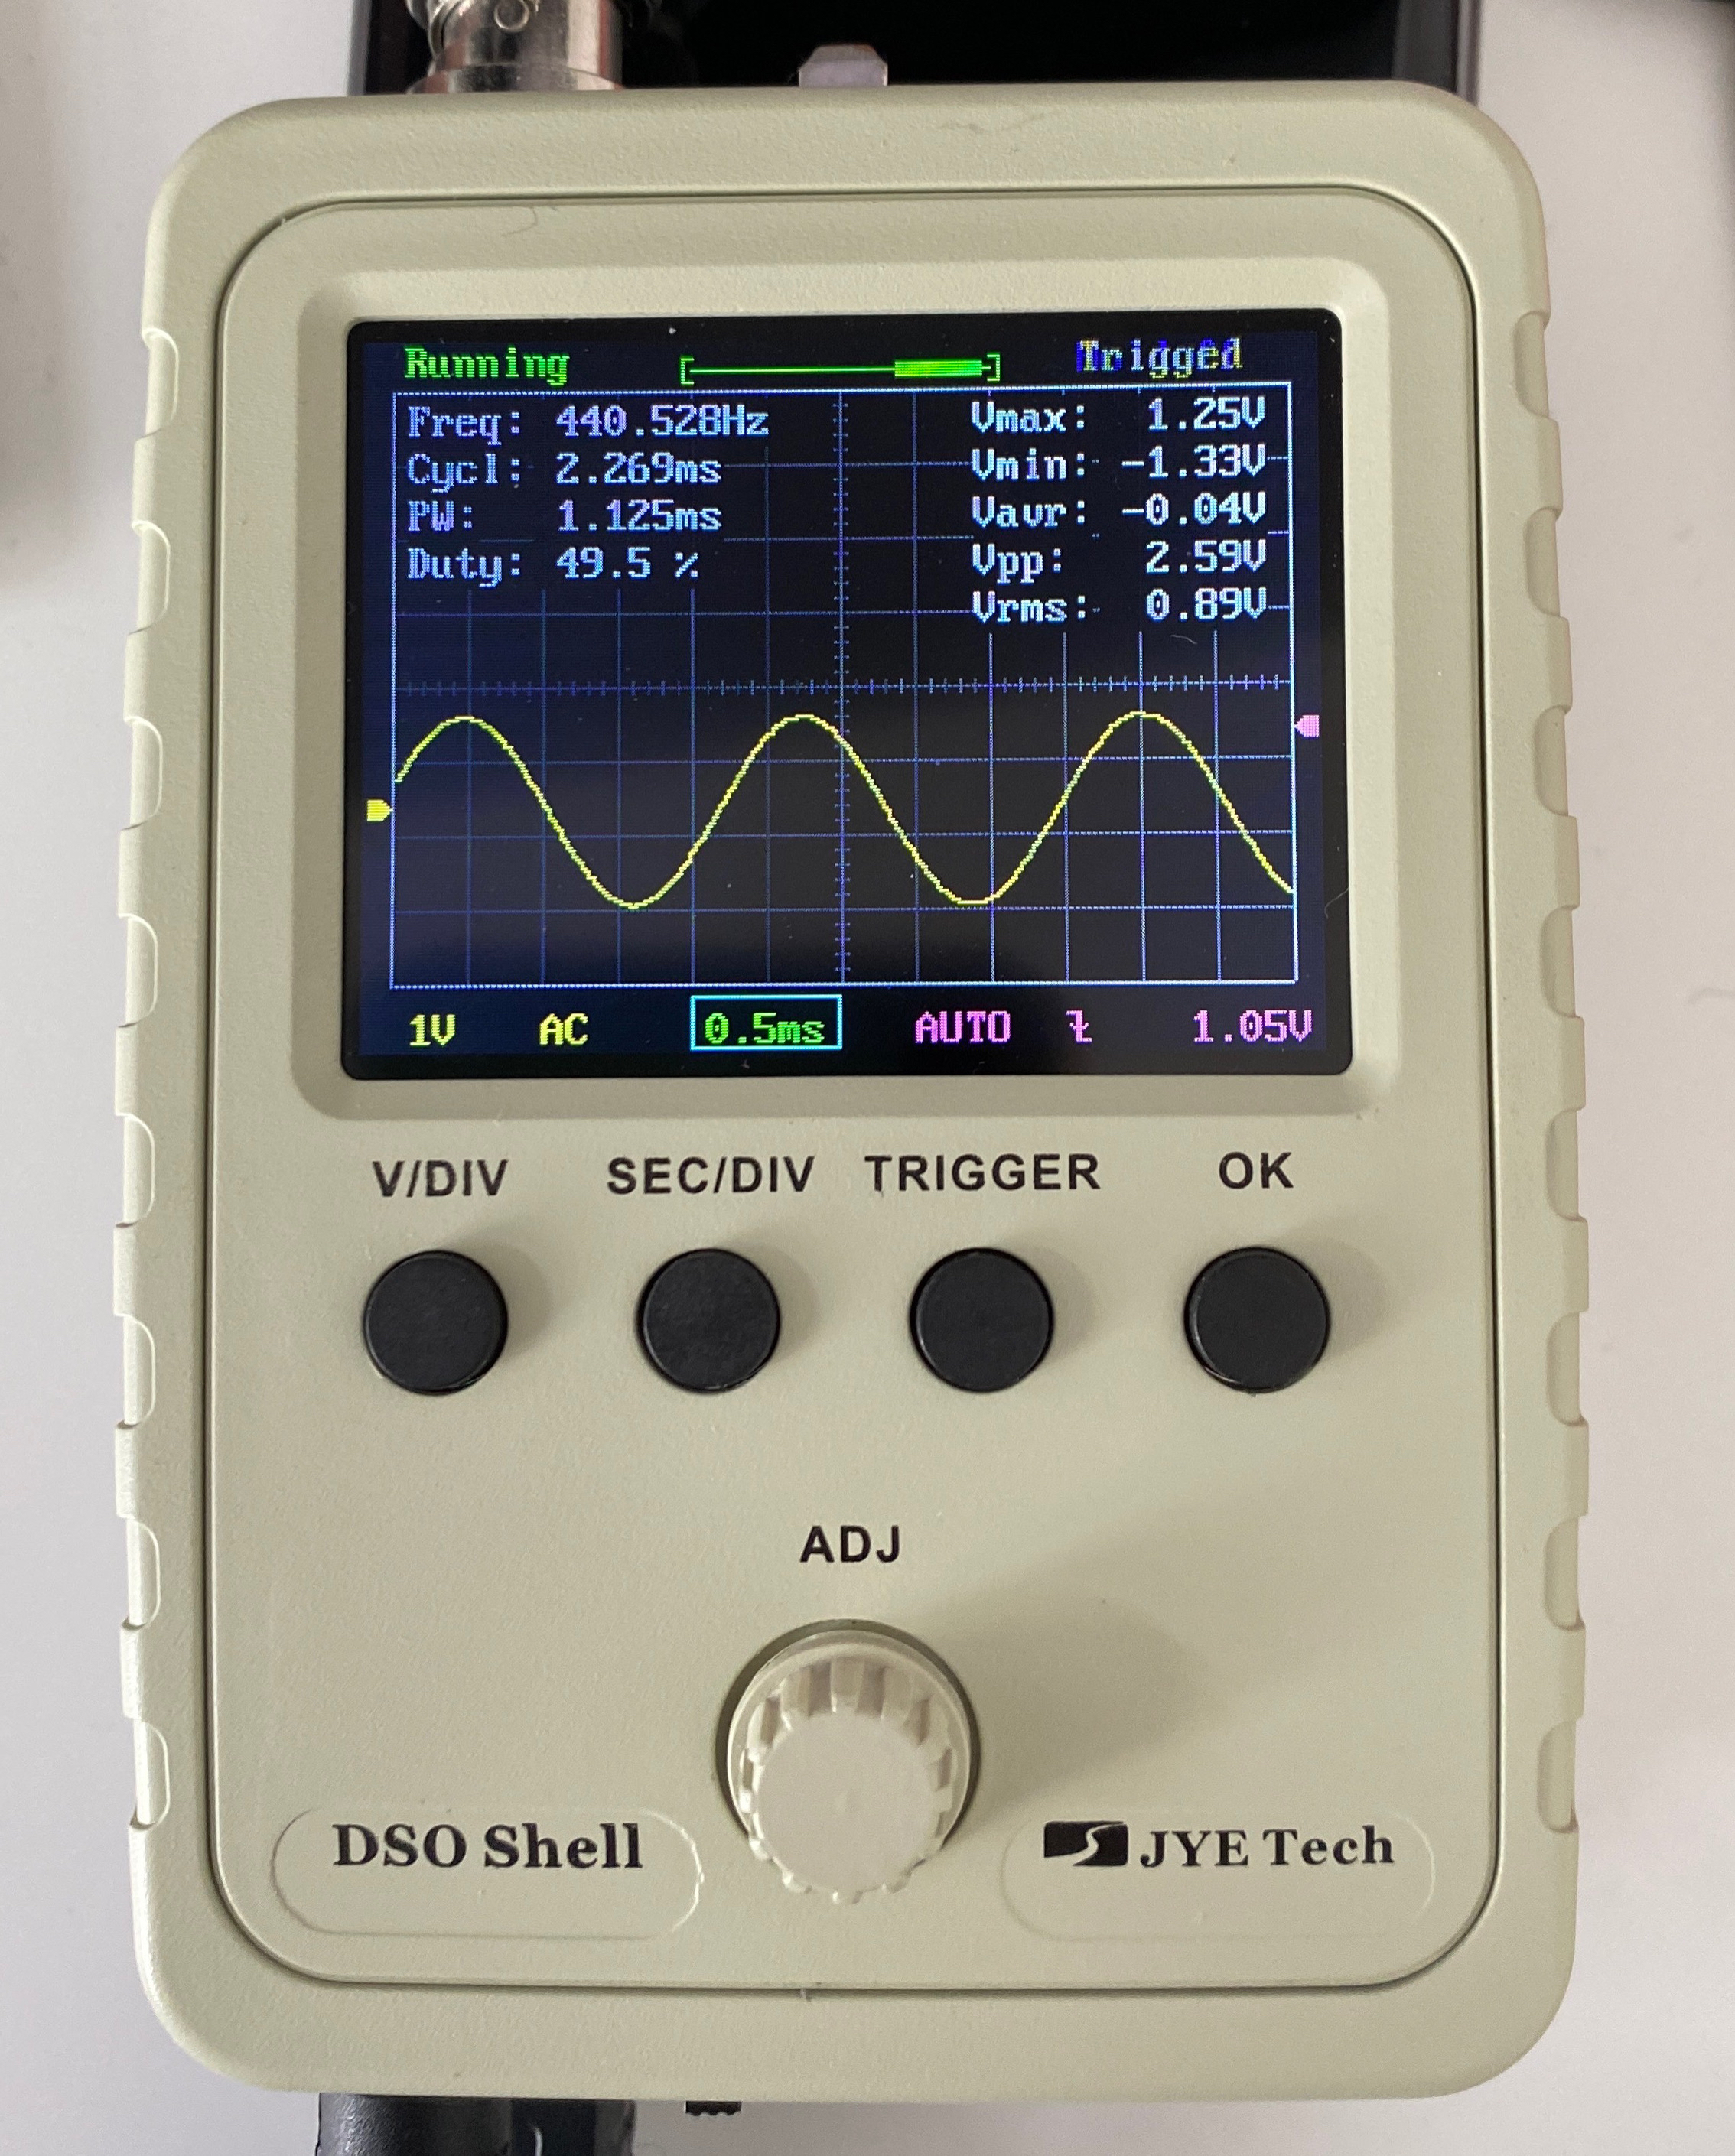 Running Trigged
Freq: 440.528Hz Vmax: 1.25V
Cycl: 2.269ms Vmin: -1.33V
PW: 1.125ms Vavr: -0.04V
Duty: 49.5 % Vpp: 2.59V
Vrms: 0.89V
1V AC 0.5ms AUTO 1.05V
V/DIV SEC/DIV TRIGGER OK
ADJ
DSO Shell JYE Tech